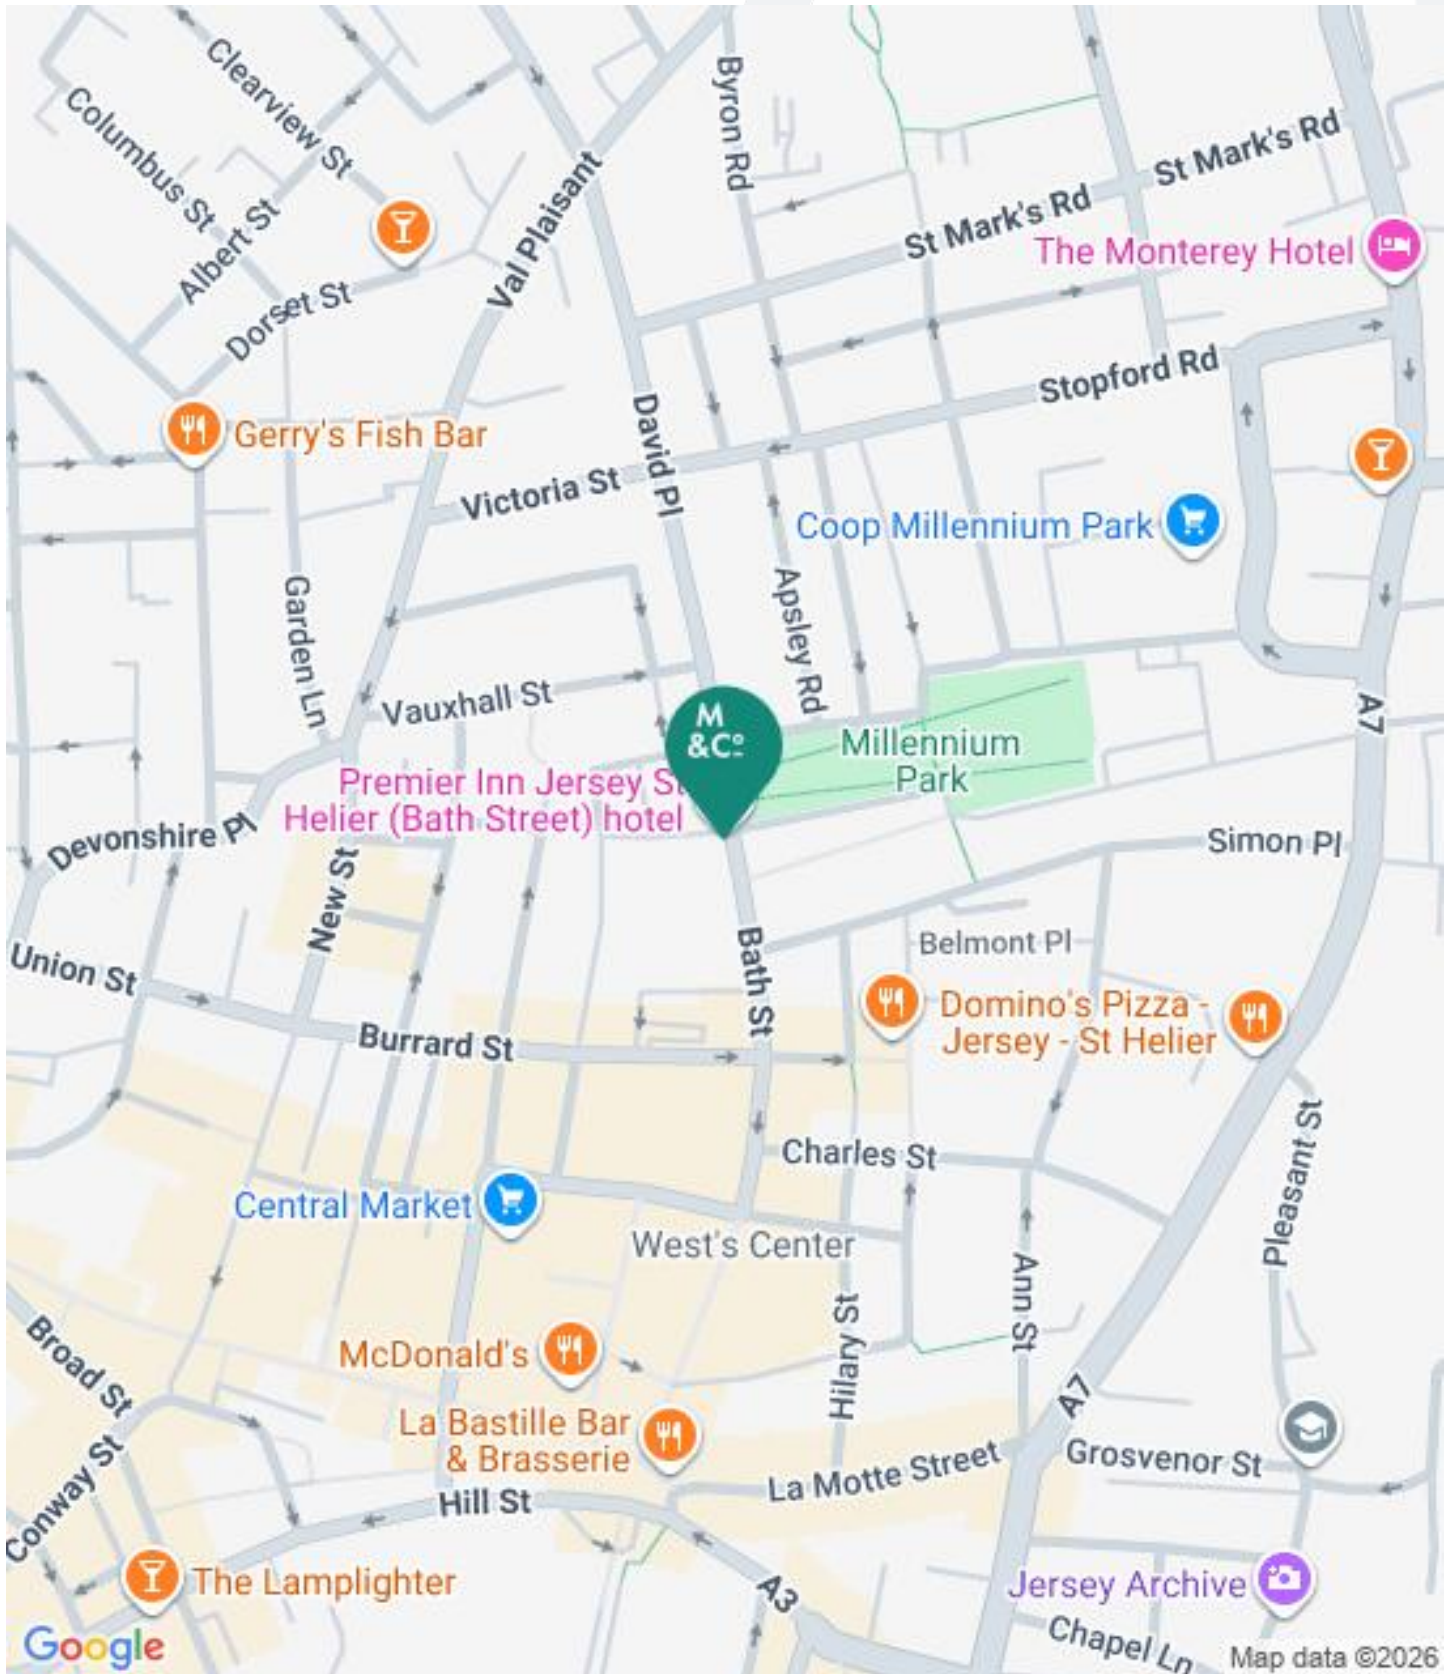 Clearview St
Columbus St
Albert St
Dorset St
Val Plaisant
Byron Rd
St Mark's Rd
St Mark's Rd
The Monterey Hotel
Stopford Rd
Gerry's Fish Bar
David Pl
Victoria St
Coop Millennium Park
Garden Ln
Apsley Rd
Vauxhall St
A7
M
&Co
Millennium
Park
Premier Inn Jersey St
Helier (Bath Street) hotel
Devonshire Pl
Simon Pl
New St
Union St
Bath St
Belmont Pl
Domino's Pizza -
Jersey - St Helier
Burrard St
Charles St
Pleasant St
Central Market
West's Center
Ann St
Hilary St
Broad St
McDonald's
A7
La Bastille Bar
& Brasserie
Grosvenor St
La Motte Street
Conway St
Hill St
The Lamplighter
A3
Jersey Archive
Chapel Ln
Google
Map data ©2026